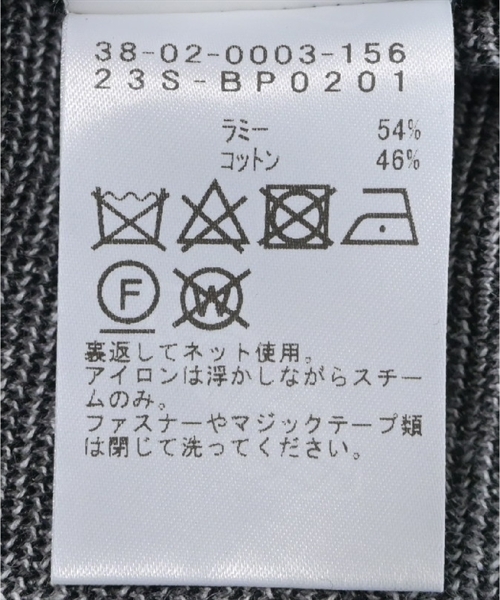 38-02-0003-156
23S-BP0201
ラミー 54%
コットン 46%
F W
裏返してネット使用。
アイロンは浮かしながらスチー
ムのみ。
ファスナーやマジックテープ類
は閉じて洗ってください。